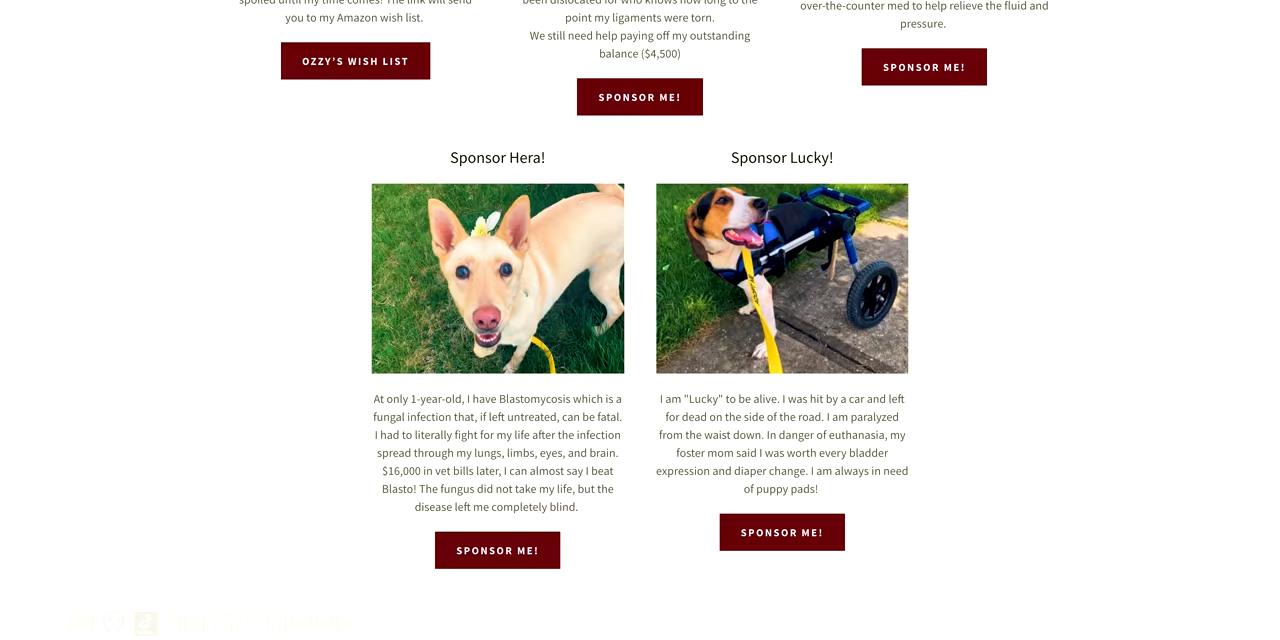 spoiled until my time comes! The link will send
you to my Amazon wish list.
OZZY'S WISH LIST
been dislocated for who knows how long to the
point my ligaments were torn.
We still need help paying off my outstanding
balance ($4,500)
SPONSOR ME!
over-the-counter med to help relieve the fluid and
pressure.
SPONSOR ME!
Sponsor Hera!
At only 1-year-old, I have Blastomycosis which is a
fungal infection that, if left untreated, can be fatal.
I had to literally fight for my life after the infection
spread through my lungs, limbs, eyes, and brain.
$16,000 in vet bills later, I can almost say I beat
Blasto! The fungus did not take my life, but the
disease left me completely blind.
SPONSOR ME!
Sponsor Lucky!
I am "Lucky" to be alive. I was hit by a car and left
for dead on the side of the road. I am paralyzed
from the waist down. In danger of euthanasia, my
foster mom said I was worth every bladder
expression and diaper change. I am always in need
of puppy pads!
SPONSOR ME!